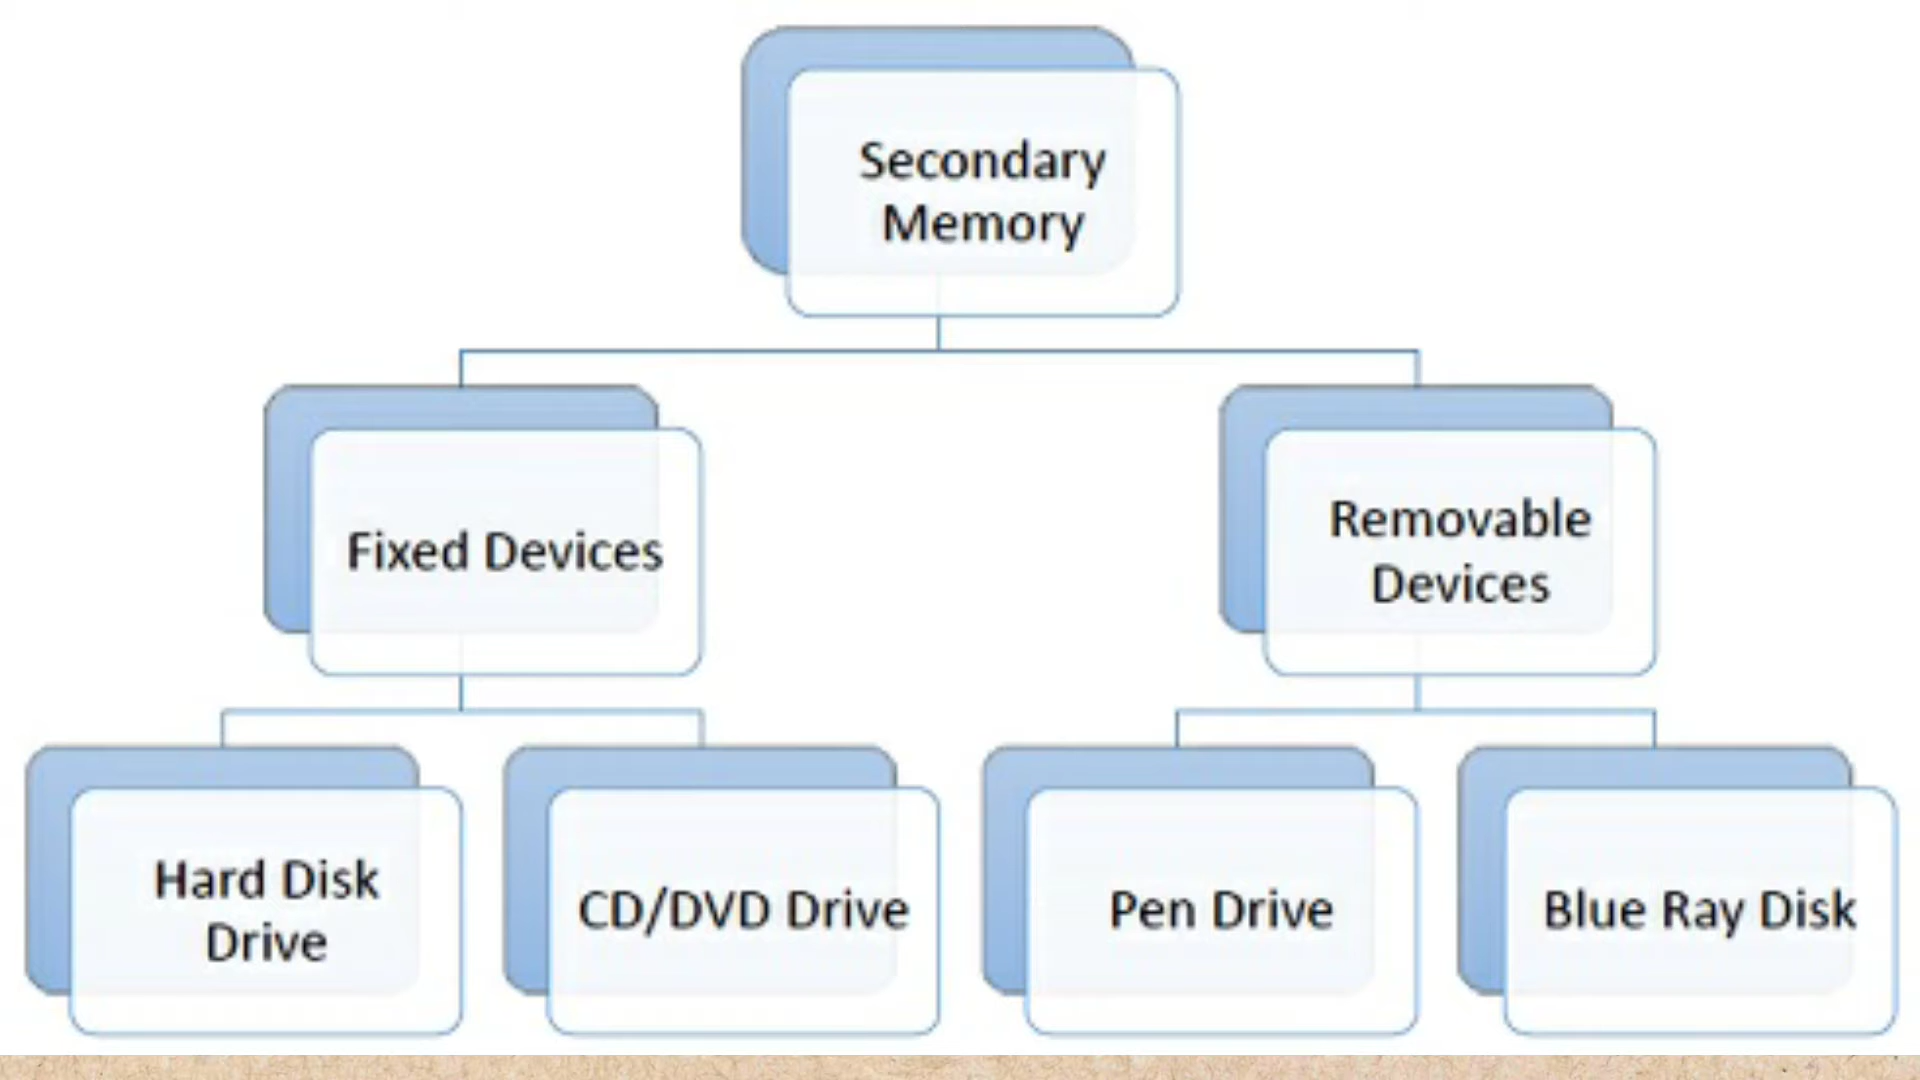 Secondary
Memory
Fixed Devices
Removable
Devices
Hard Disk
Drive
CD/DVD Drive
Pen Drive
Blue Ray Disk